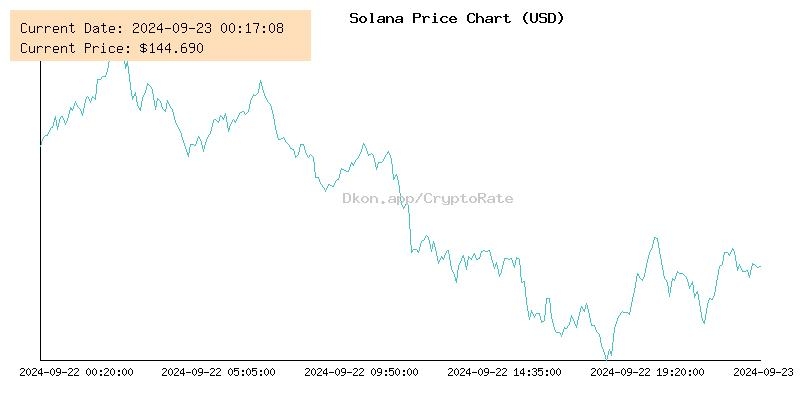 Solana Price Chart (USD)
Current Date: 2024-09-23 00:17:08
Current Price: $144.690
Dkon.app/CryptoRate
2024-09-22 00:20:00 2024-09-22 05:05:00 2024-09-22 09:50:00 2024-09-22 14:35:00 2024-09-22 19:20:00 2024-09-23